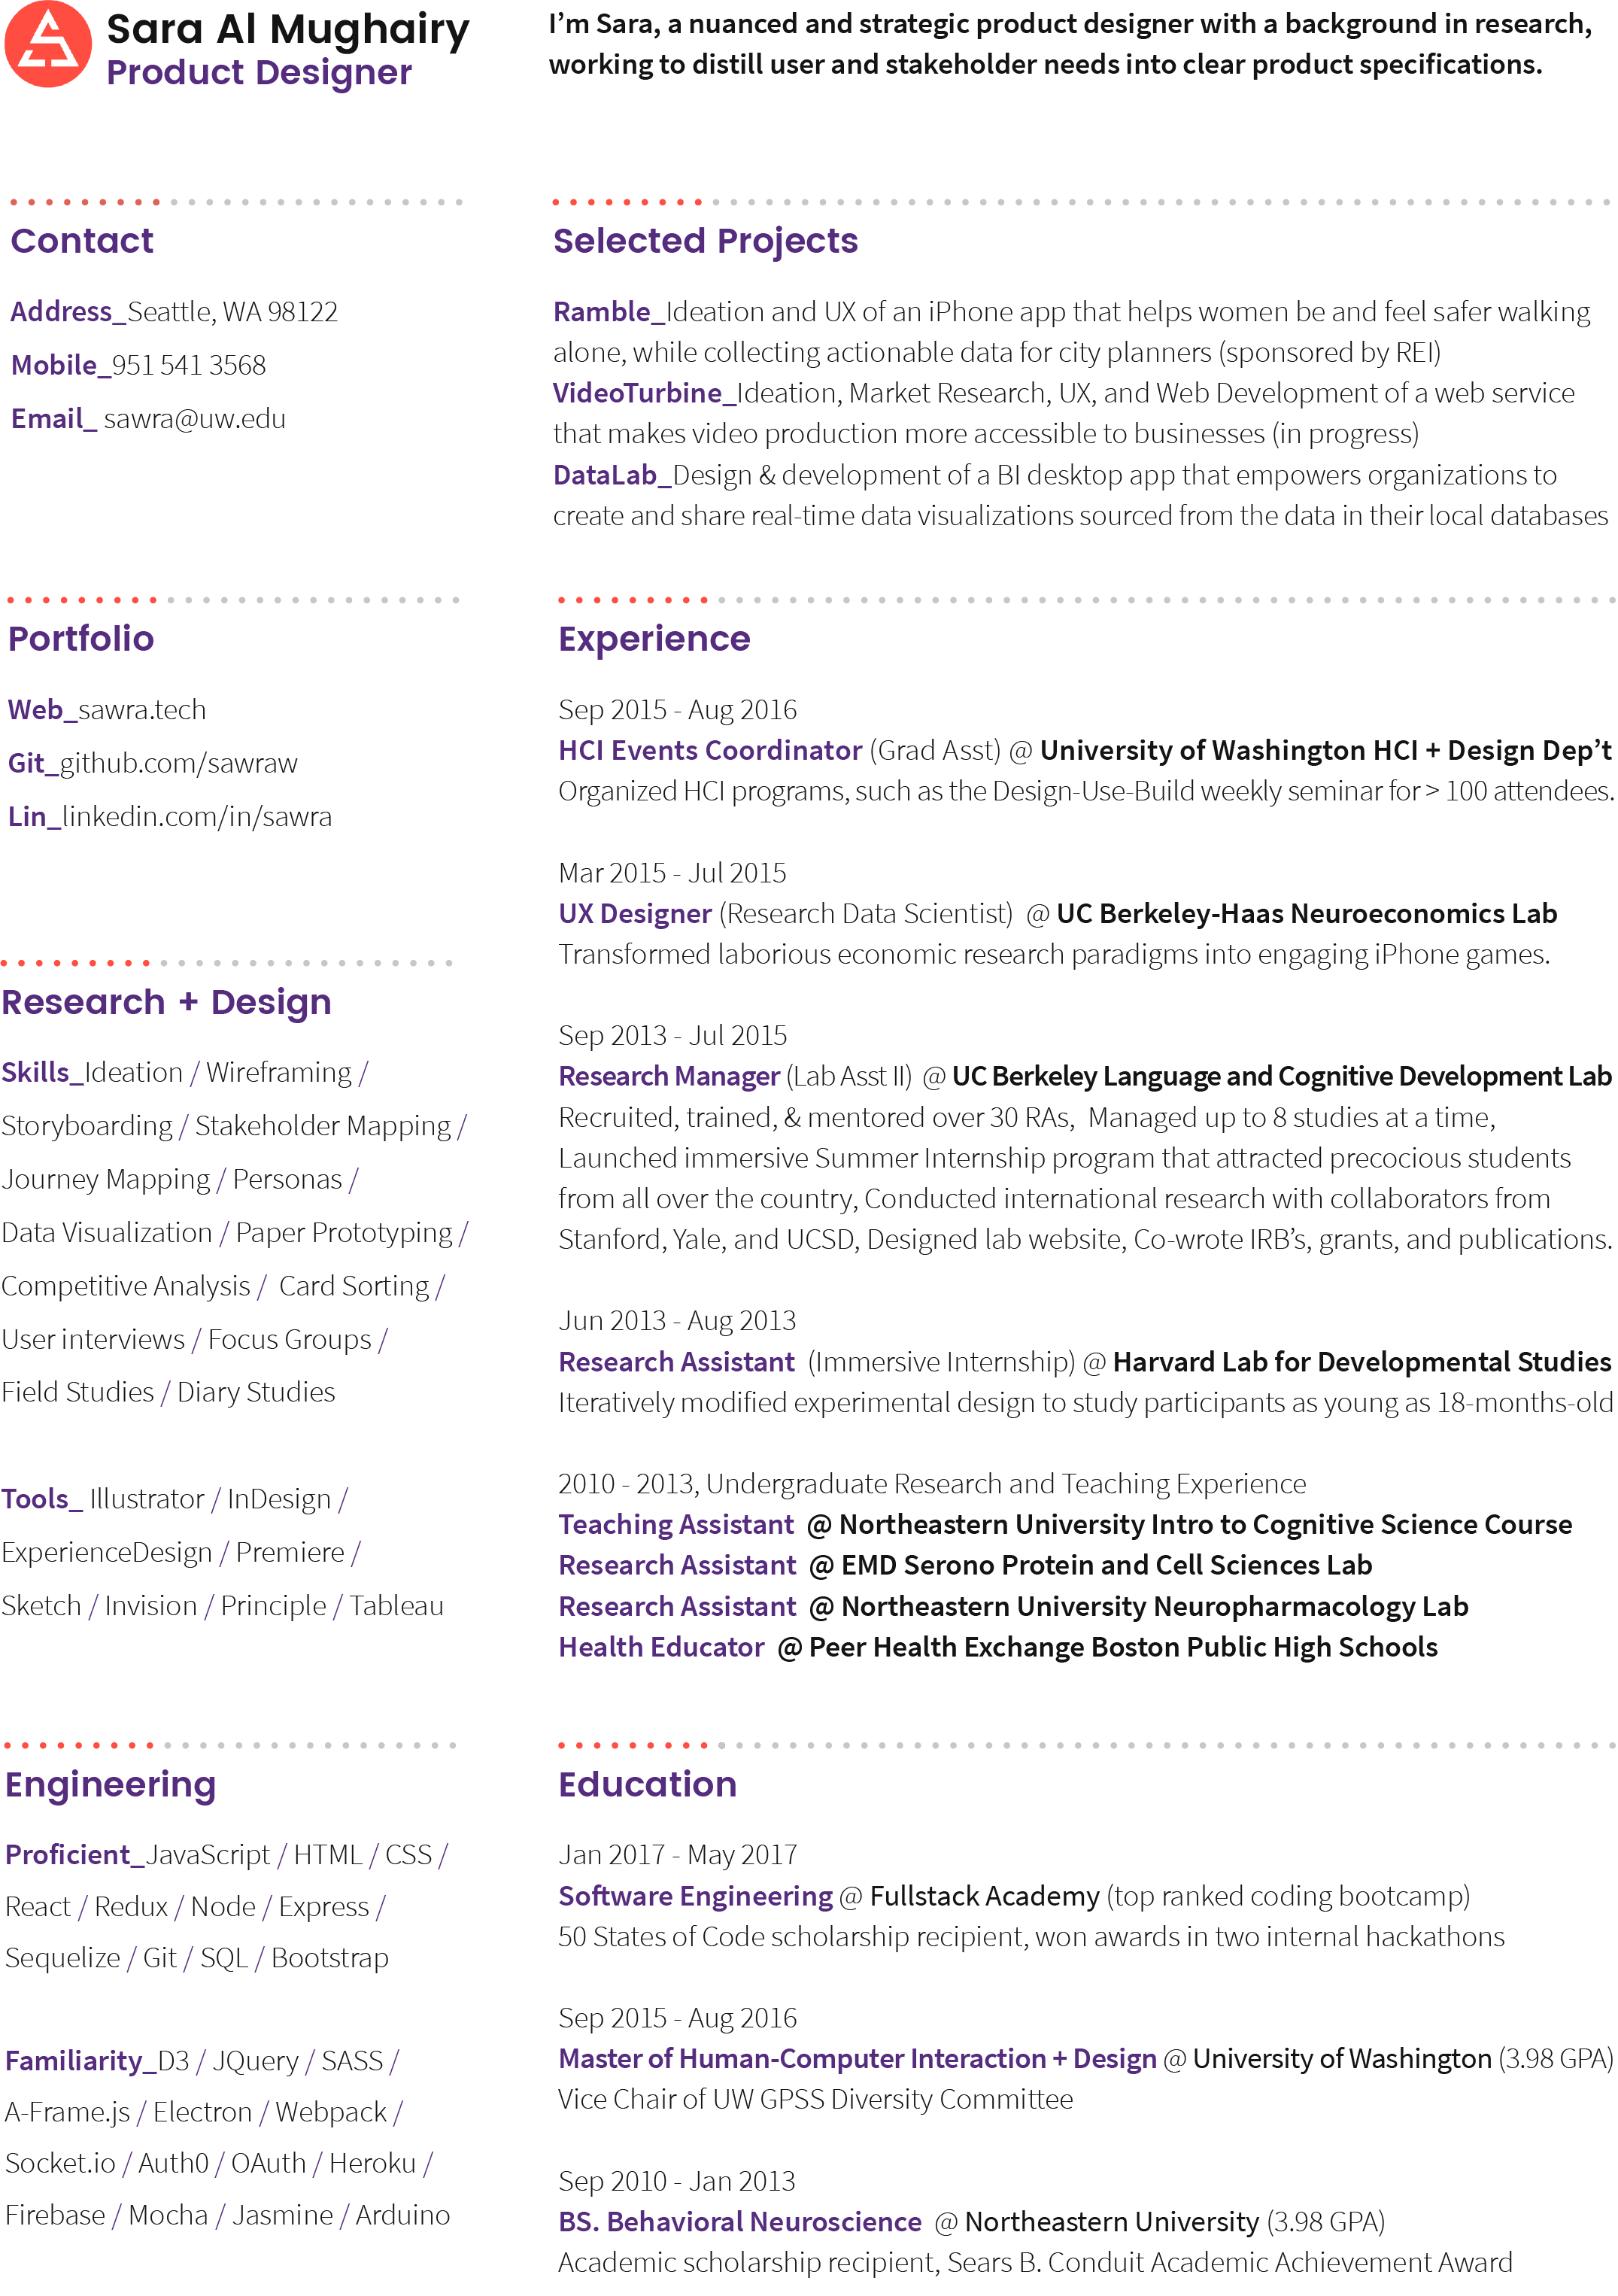 Sara Al Mughairy
Product Designer
I’m Sara, a nuanced and strategic product designer with a background in research,
working to distill user and stakeholder needs into clear product specifications.
Contact
Address_Seattle, WA 98122
Mobile_951 541 3568
Email_ sawra@uw.edu
Selected Projects
Ramble_Ideation and UX of an iPhone app that helps women be and feel safer walking
alone, while collecting actionable data for city planners (sponsored by REI)
VideoTurbine_Ideation, Market Research, UX, and Web Development of a web service
that makes video production more accessible to businesses (in progress)
DataLab_Design & development of a BI desktop app that empowers organizations to
create and share real-time data visualizations sourced from the data in their local databases
Portfolio
Web_sawra.tech
Git_github.com/sawraw
Lin_linkedin.com/in/sawra
Research + Design
Skills_Ideation / Wireframing /
Storyboarding / Stakeholder Mapping /
Journey Mapping / Personas /
Data Visualization / Paper Prototyping /
Competitive Analysis /  Card Sorting /
User interviews / Focus Groups /
Field Studies / Diary Studies
Tools_ Illustrator / InDesign /
ExperienceDesign / Premiere /
Sketch / Invision / Principle / Tableau
Experience
Sep 2015 - Aug 2016
HCI Events Coordinator (Grad Asst) @ University of Washington HCI + Design Dep’t
Organized HCI programs, such as the Design-Use-Build weekly seminar for > 100 attendees.
Mar 2015 - Jul 2015
UX Designer (Research Data Scientist)  @ UC Berkeley-Haas Neuroeconomics Lab
Transformed laborious economic research paradigms into engaging iPhone games.
Sep 2013 - Jul 2015
Research Manager (Lab Asst II)  @ UC Berkeley Language and Cognitive Development Lab
Recruited, trained, & mentored over 30 RAs,  Managed up to 8 studies at a time,
Launched immersive Summer Internship program that attracted precocious students
from all over the country, Conducted international research with collaborators from
Stanford, Yale, and UCSD, Designed lab website, Co-wrote IRB’s, grants, and publications.
Jun 2013 - Aug 2013
Research Assistant  (Immersive Internship) @ Harvard Lab for Developmental Studies
Iteratively modified experimental design to study participants as young as 18-months-old
2010 - 2013, Undergraduate Research and Teaching Experience
Teaching Assistant  @ Northeastern University Intro to Cognitive Science Course
Research Assistant  @ EMD Serono Protein and Cell Sciences Lab
Research Assistant  @ Northeastern University Neuropharmacology Lab
Health Educator  @ Peer Health Exchange Boston Public High Schools
Engineering
Proficient_JavaScript / HTML / CSS /
React / Redux / Node / Express /
Sequelize / Git / SQL / Bootstrap
Familiarity_D3 / JQuery / SASS /
A-Frame.js / Electron / Webpack /
Socket.io / Auth0 / OAuth / Heroku /
Firebase / Mocha / Jasmine / Arduino
Education
Jan 2017 - May 2017
Software Engineering @ Fullstack Academy (top ranked coding bootcamp)
50 States of Code scholarship recipient, won awards in two internal hackathons
Sep 2015 - Aug 2016
Master of Human-Computer Interaction + Design @ University of Washington (3.98 GPA)
Vice Chair of UW GPSS Diversity Committee
Sep 2010 - Jan 2013
BS. Behavioral Neuroscience  @ Northeastern University (3.98 GPA)
Academic scholarship recipient, Sears B. Conduit Academic Achievement Award